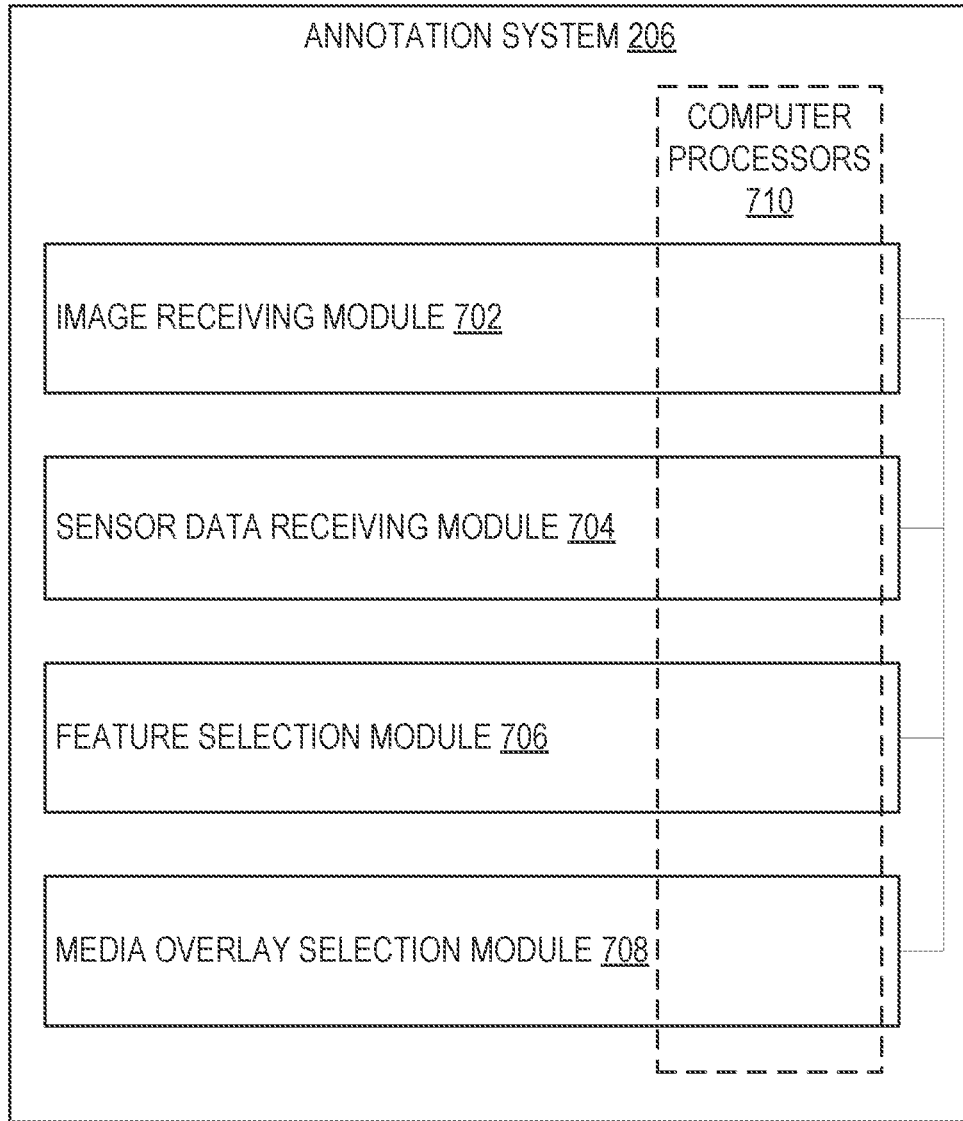 ANNOTATION SYSTEM 206
COMPUTER
PROCESSORS
710
IMAGE RECEIVING MODULE 702
SENSOR DATA RECEIVING MODULE 704
FEATURE SELECTION MODULE 706
MEDIA OVERLAY SELECTION MODULE 708